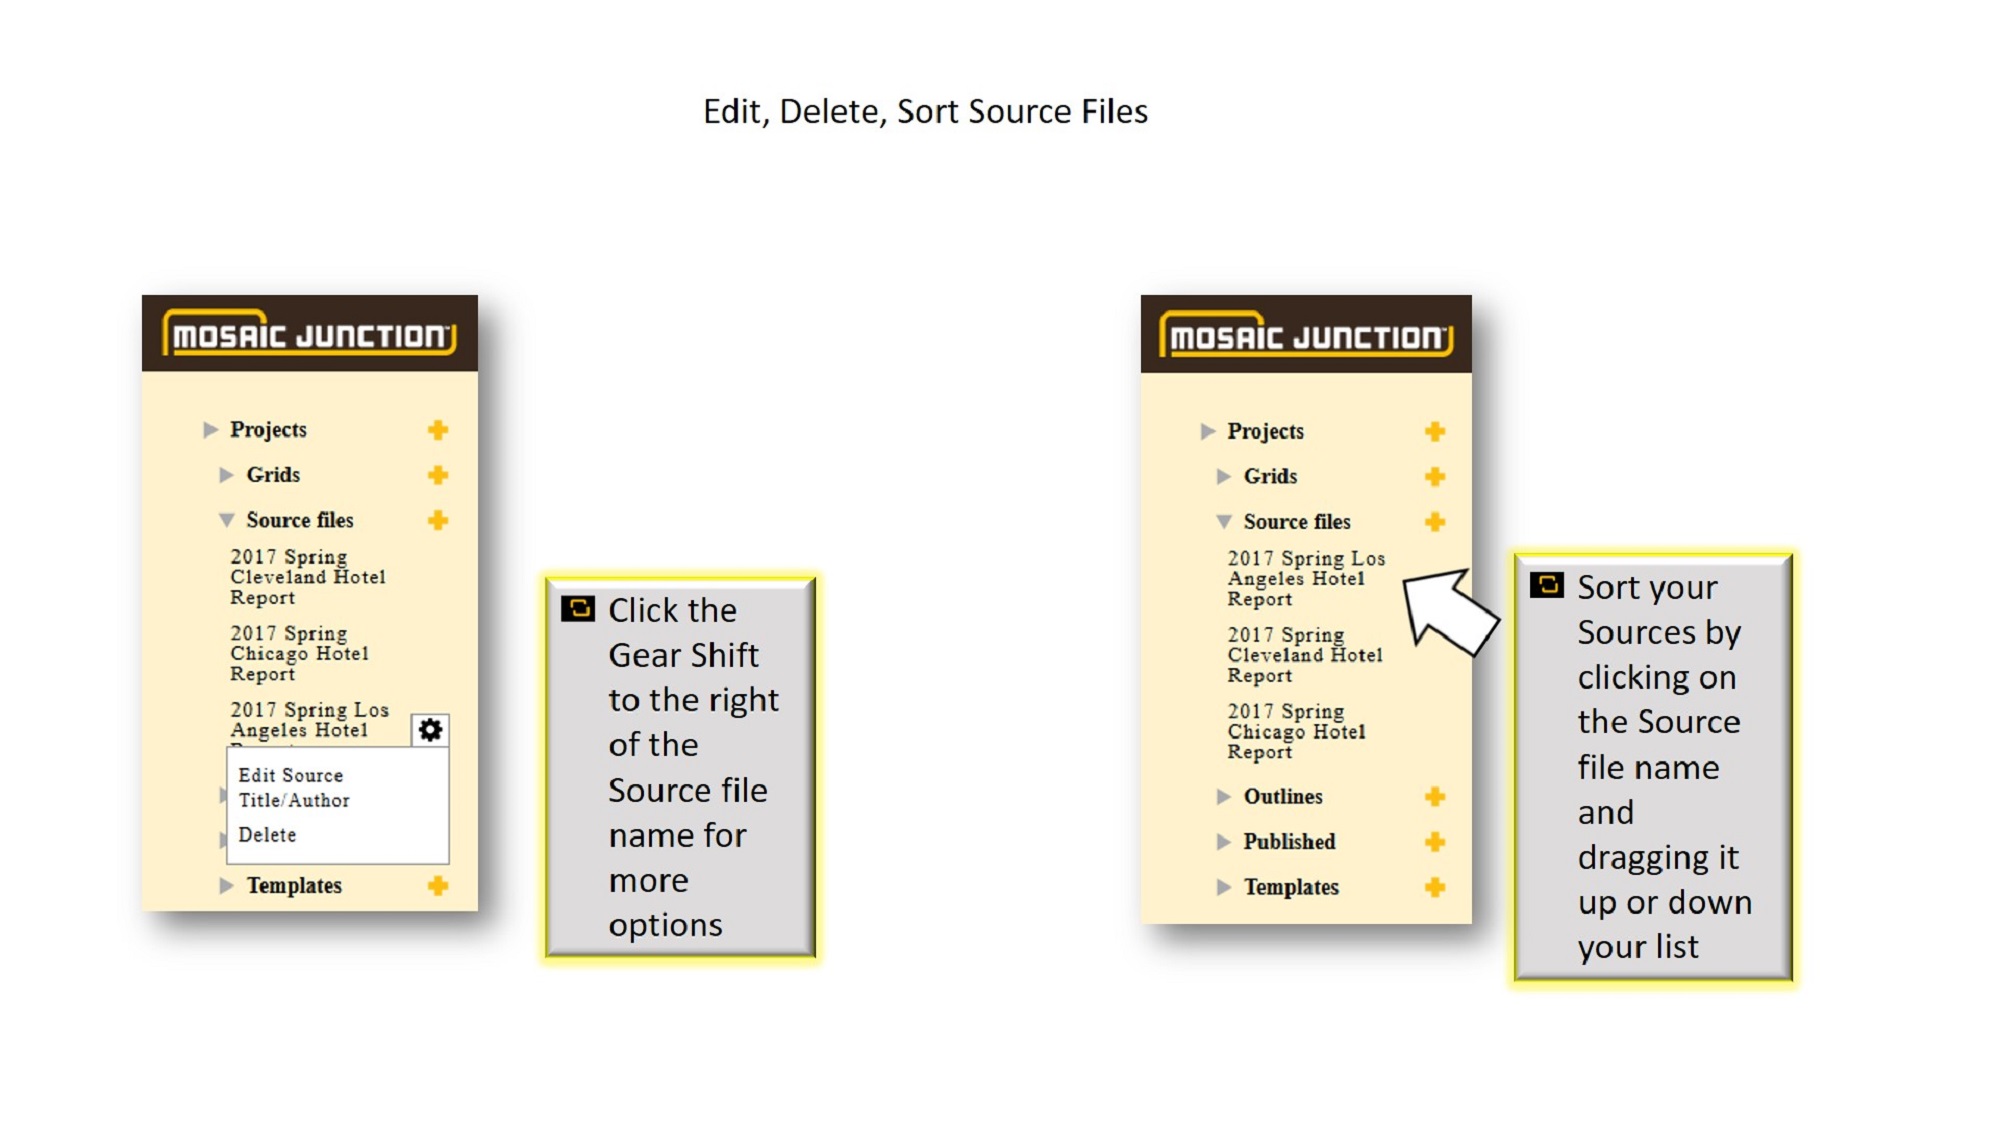 Edit, Delete, Sort Source Files
MOSAIC JUNCTION
Projects
Grids
Source files
2017 Spring
Cleveland Hotel
Report
2017 Spring
Chicago Hotel
Report
2017 Spring Los
Angeles Hotel
Edit Source
Title/Author
Delete
Templates
Click the
Gear Shift
to the right
of the
Source file
name for
more
options
MOSAIC JUNCTION
Projects
Grids
Source files
2017 Spring Los
Angeles Hotel
Report
2017 Spring
Cleveland Hotel
Report
2017 Spring
Chicago Hotel
Report
Outlines
Published
Templates
Sort your
Sources by
clicking on
the Source
file name
and
dragging it
up or down
your list